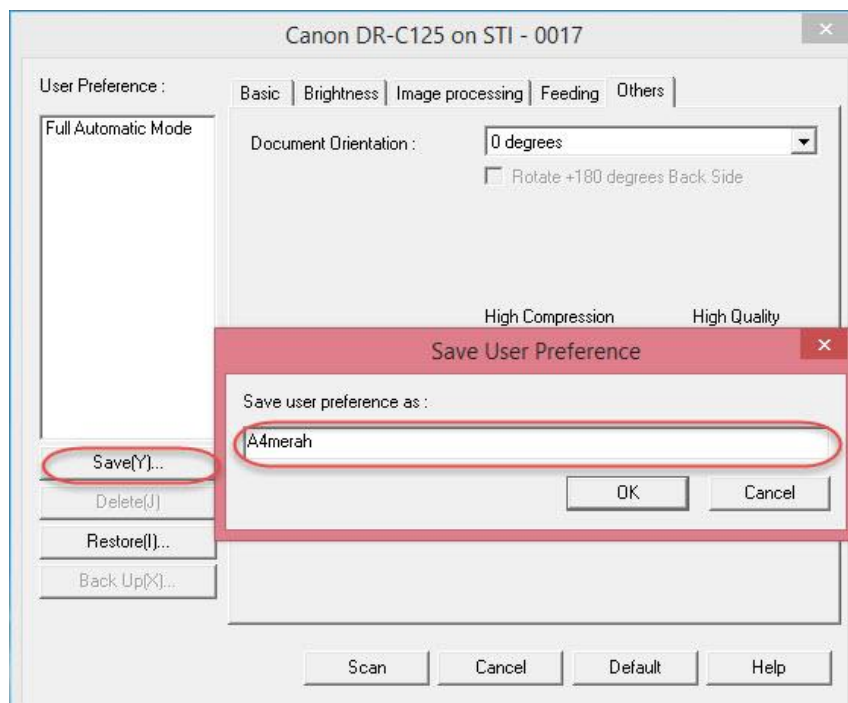 Canon DR-C125 on STI - 0017
User Preference :
Full Automatic Mode
Save(Y)...
Delete(J)
Restore(I)...
Back Up(X)...
Basic
Brightness
Image processing
Feeding
Others
Document Orientation :
0 degrees
Rotate +180 degrees Back Side
High Compression
High Quality
Save User Preference
Save user preference as :
A4merah
OK
Cancel
Scan
Cancel
Default
Help